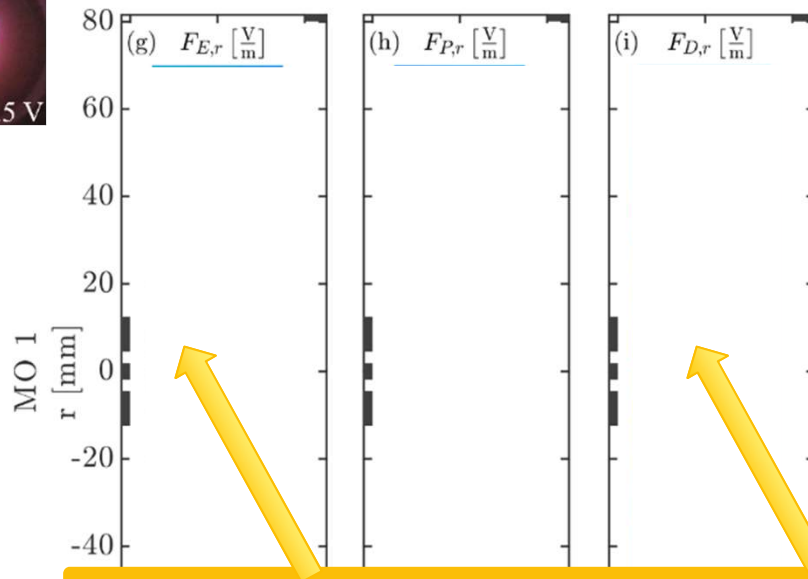 5 V
(g) F_{E,r} [V/m]
(h) F_{P,r} [V/m]
(i) F_{D,r} [V/m]
80
60
40
20
0
-20
-40
MO 1
r [mm]